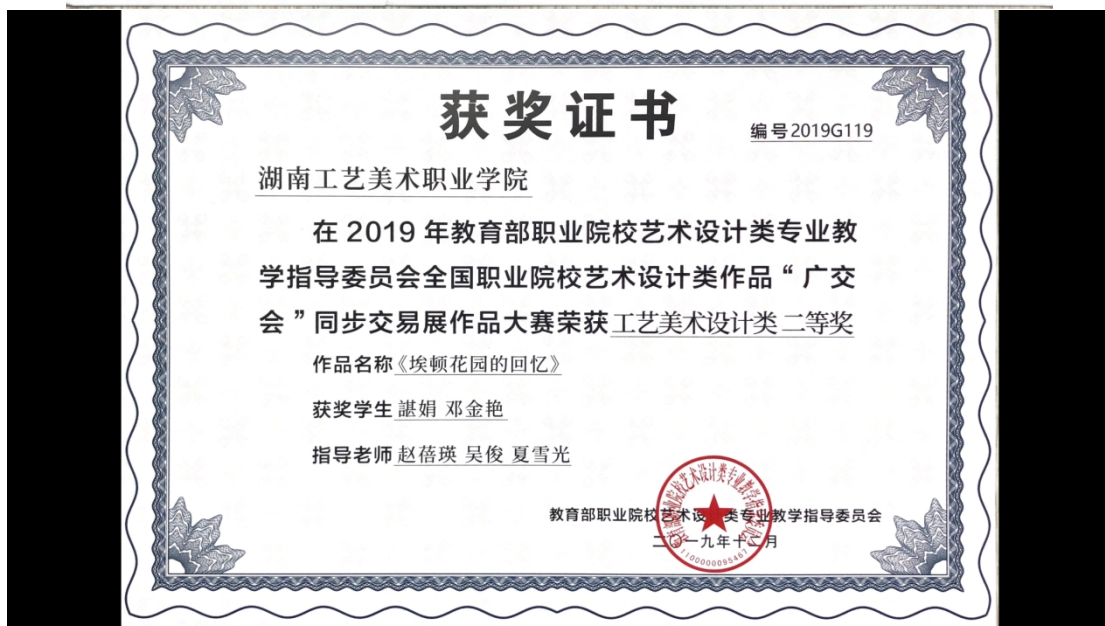 获奖证书
编号2019G119
湖南工艺美术职业学院
在 2019 年教育部职业院校艺术设计类专业教
学指导委员会全国职业院校艺术设计类作品“广交
会”同步交易展作品大赛荣获工艺美术设计类 二等奖
作品名称《埃顿花园的回忆》
获奖学生 諶娟 邓金艳
指导老师 赵蓓瑛 吴俊 夏雪光
教育部职业院校艺术设计类专业教学指导委员会
二〇一九年十二月
1100000095467